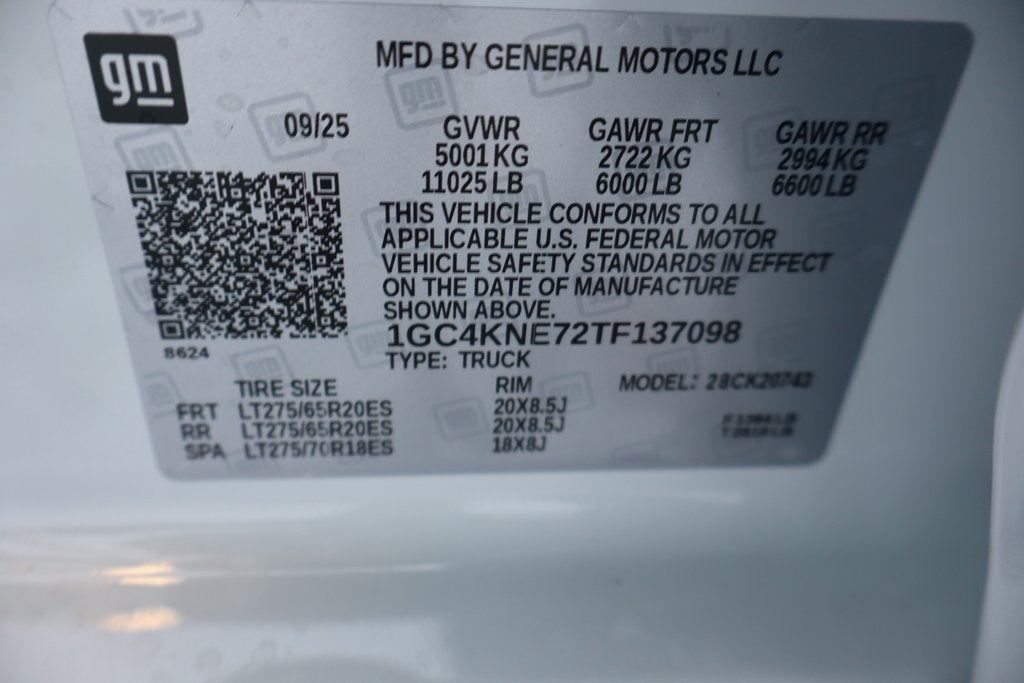 gm
MFD BY GENERAL MOTORS LLC
09/25 GVWR GAWR FRT GAWR RR
5001 KG 2722 KG 2994 KG
11025 LB 6000 LB 6600 LB
THIS VEHICLE CONFORMS TO ALL
APPLICABLE U.S. FEDERAL MOTOR
VEHICLE SAFETY STANDARDS IN EFFECT
ON THE DATE OF MANUFACTURE
SHOWN ABOVE.
1GC4KNE72TF137098
8624
TYPE: TRUCK
TIRE SIZE RIM MODEL: 28CK20743
FRT LT275/65R20ES 20X8.5J
RR LT275/65R20ES 20X8.5J
SPA LT275/70R18ES 18X8J